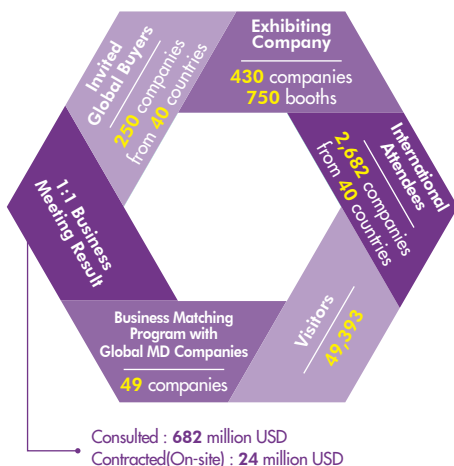 Exhibiting
Company
430 companies
750 booths
International
Attendees
2,682 companies
from 40 countries
Visitors
49,393
Business Matching
Program with
Global MD Companies
49 companies
1:1 Business
Meeting Result
Invited
Global Buyers
250 companies
from 40 countries
Consulted : 682 million USD
Contracted(On-site) : 24 million USD